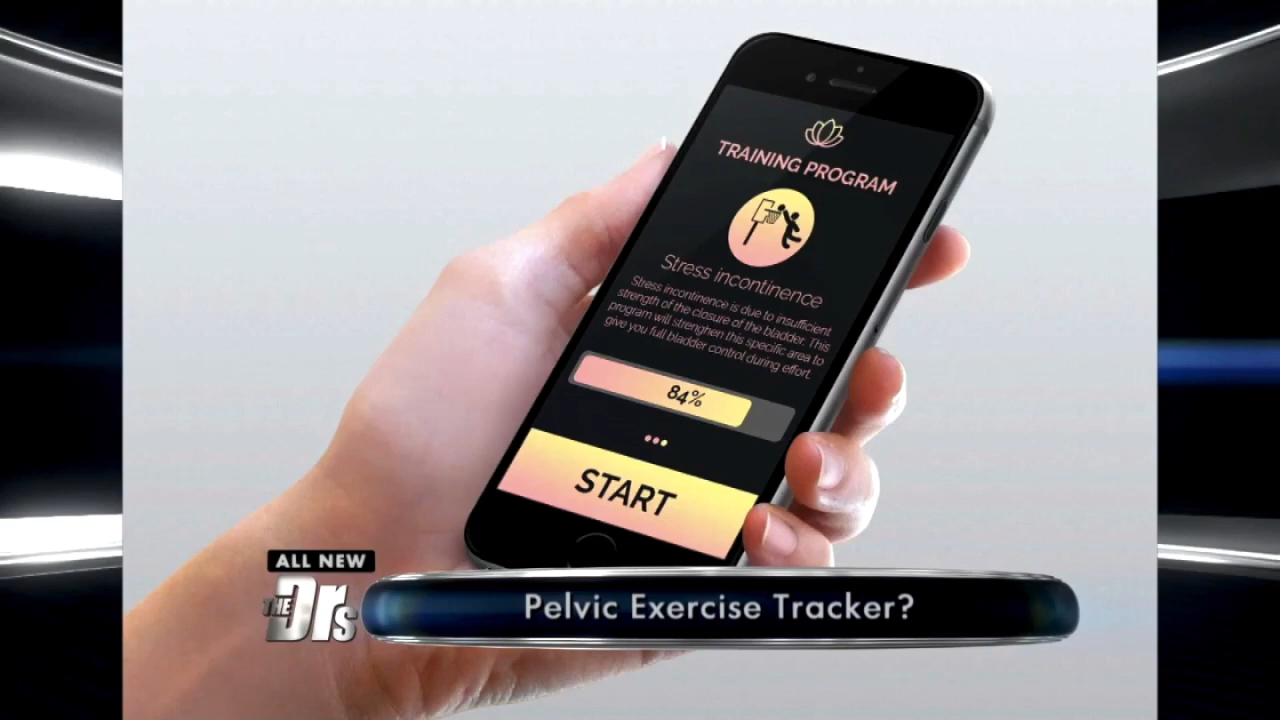 TRAINING PROGRAM
Stress incontinence
Stress incontinence is due to insufficient
strength of the closure of the bladder. This
program will strenghen this specific area to
give you full bladder control during effort.
84%
START
ALL NEW
THE Drs
Pelvic Exercise Tracker?